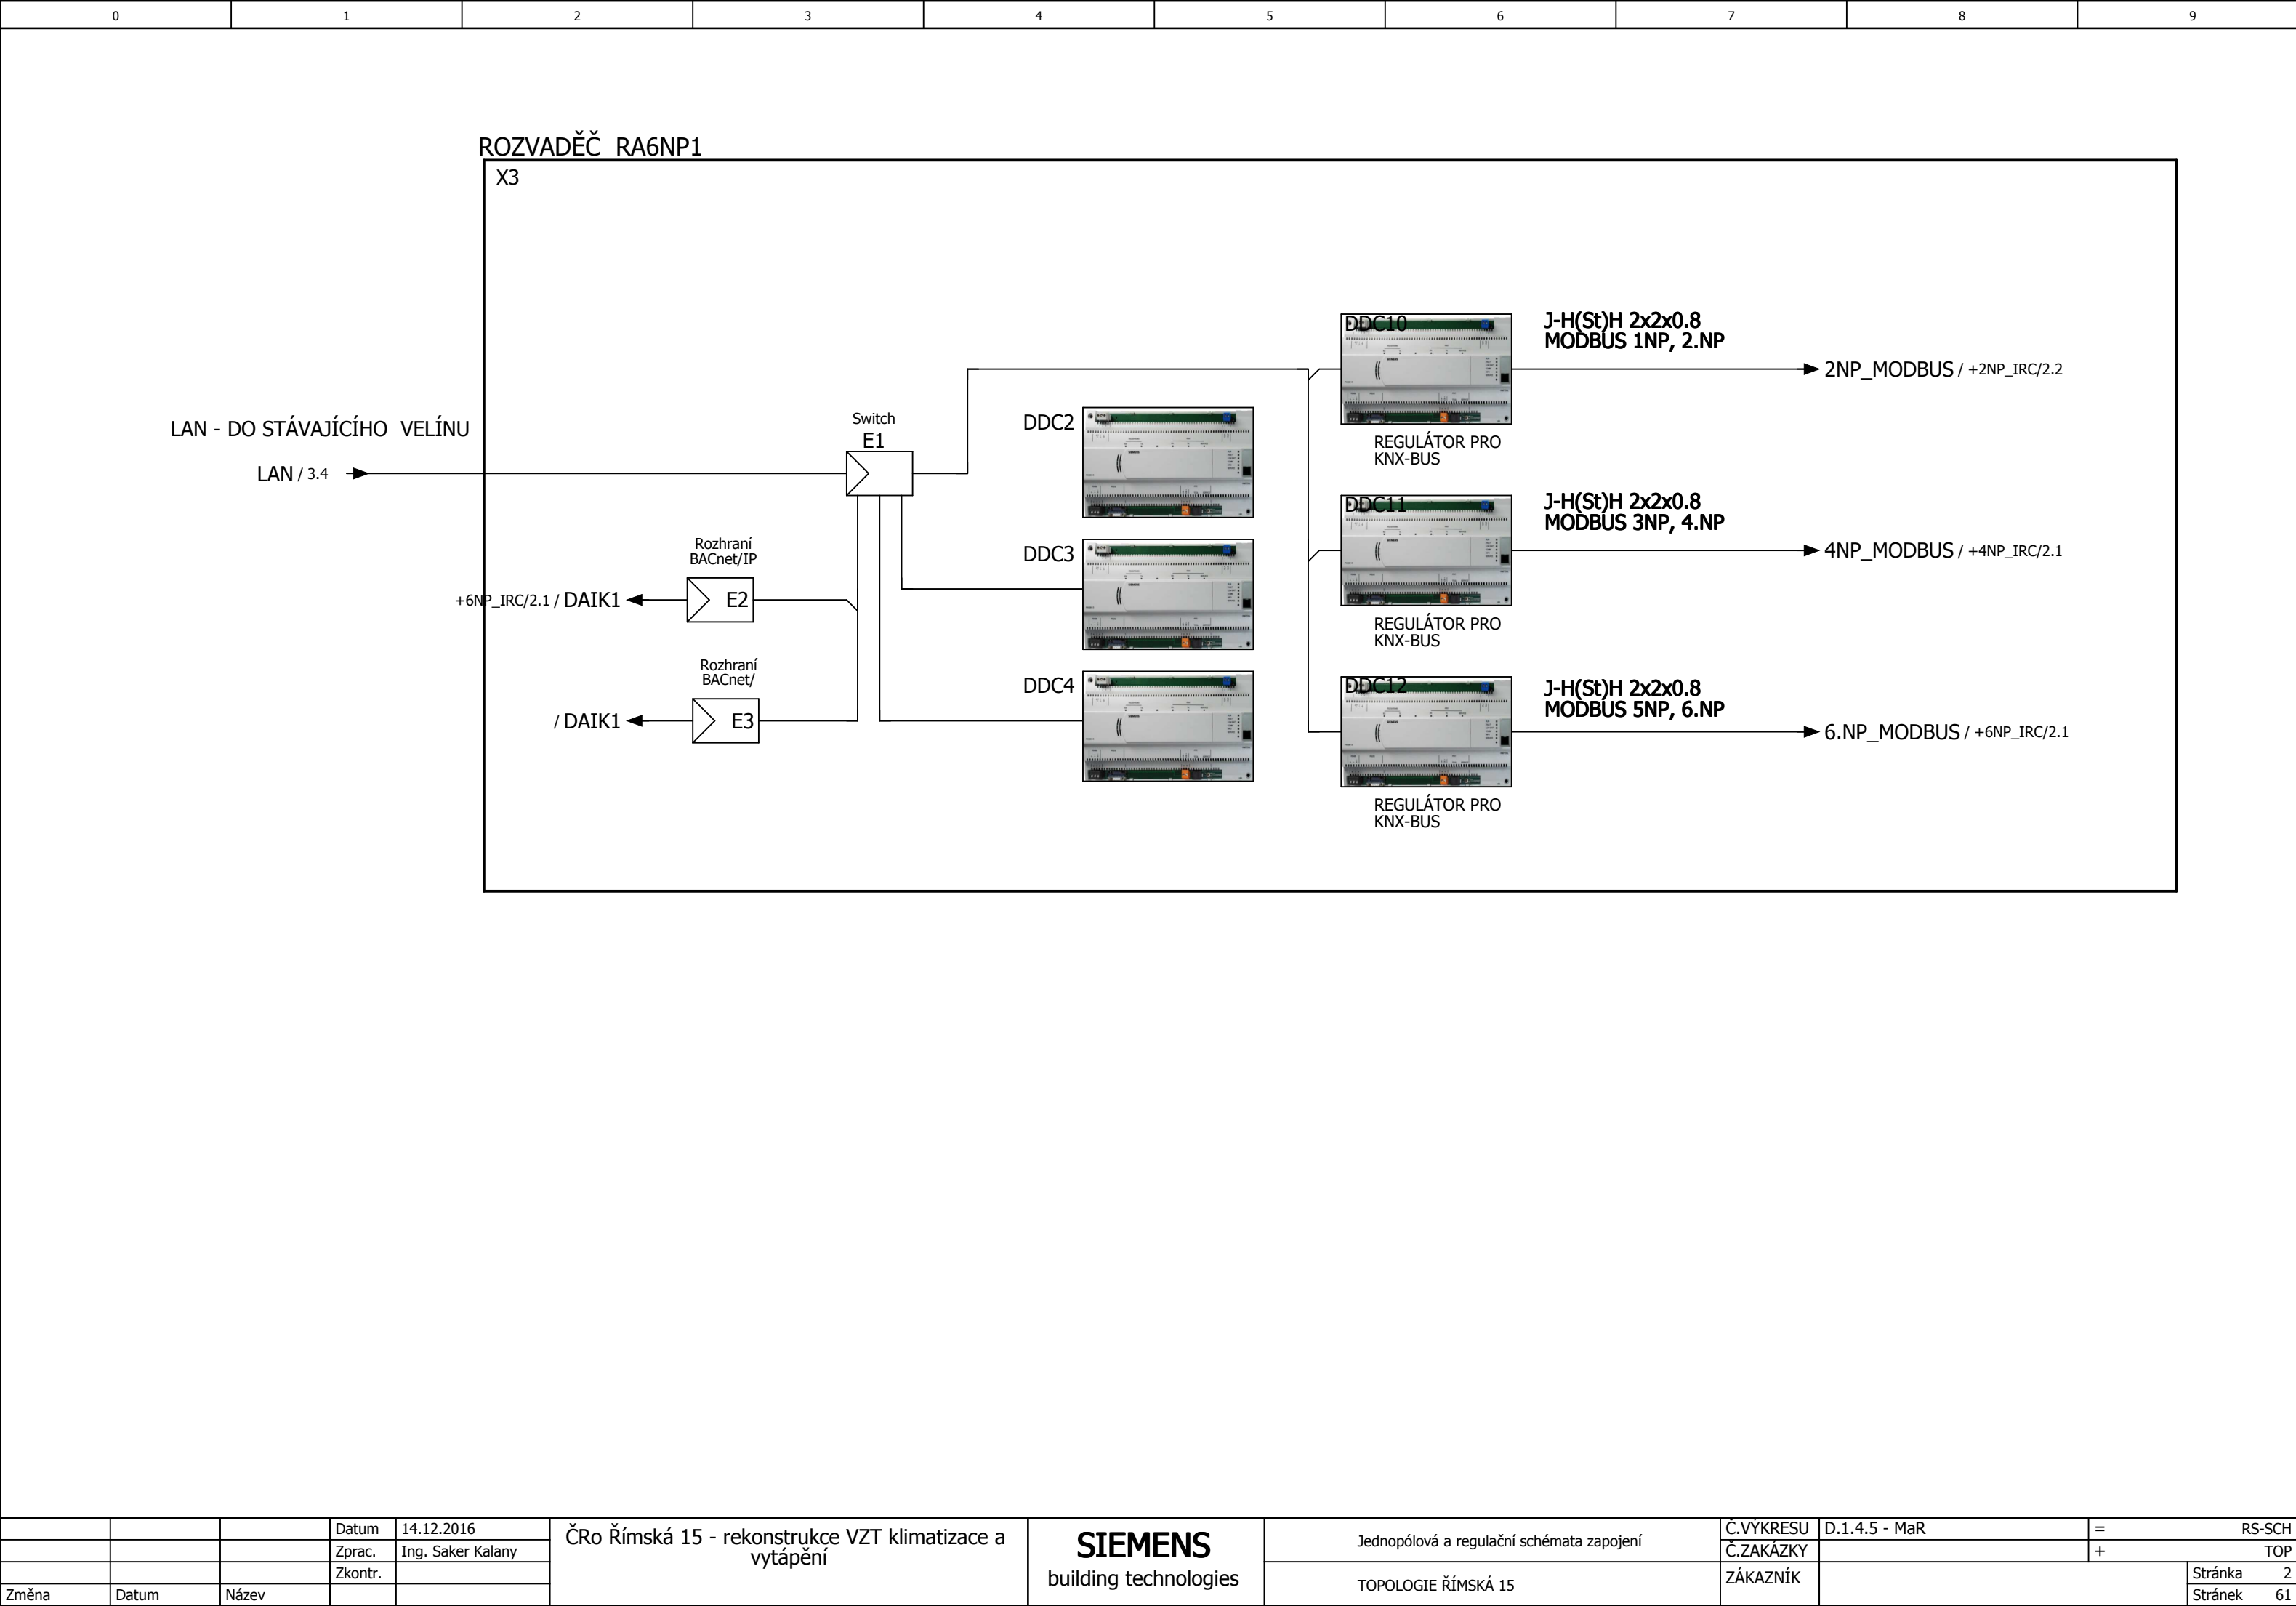 0 1 2 3 4 5 6 7 8 9
ROZVADĚČ RA6NP1
X3
LAN - DO STÁVAJÍCÍHO VELÍNU
LAN / 3.4
Switch
E1
Rozhraní
BACnet/IP
E2
+6NP_IRC/2.1 / DAIK1
Rozhraní
BACnet/
E3
/ DAIK1
DDC2
DDC3
DDC4
DDC10
REGULÁTOR PRO
KNX-BUS
J-H(St)H 2x2x0.8
MODBUS 1NP, 2.NP
2NP_MODBUS / +2NP_IRC/2.2
DDC11
REGULÁTOR PRO
KNX-BUS
J-H(St)H 2x2x0.8
MODBUS 3NP, 4.NP
4NP_MODBUS / +4NP_IRC/2.1
DDC12
REGULÁTOR PRO
KNX-BUS
J-H(St)H 2x2x0.8
MODBUS 5NP, 6.NP
6.NP_MODBUS / +6NP_IRC/2.1
Změna Datum Název
Datum 14.12.2016
Zprac. Ing. Saker Kalany
Zkontr.
ČRo Římská 15 - rekonstrukce VZT klimatizace a
vytápění
SIEMENS
building technologies
Jednopólová a regulační schémata zapojení
TOPOLOGIE ŘÍMSKÁ 15
Č.VÝKRESU D.1.4.5 - MaR
Č.ZAKÁZKY
ZÁKAZNÍK
= RS-SCH
+ TOP
Stránka 2
Stránek 61